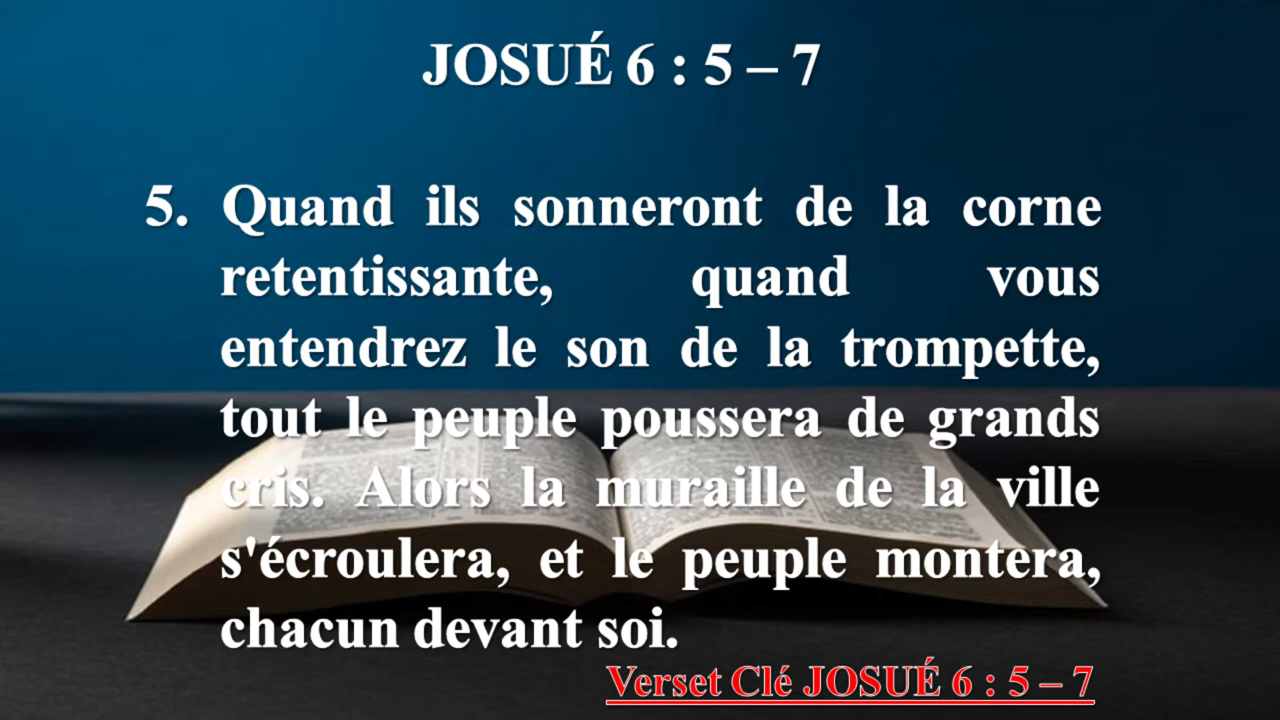 JOSUÉ 6 : 5 – 7
5. Quand ils sonneront de la corne
retentissante, quand vous
entendrez le son de la trompette,
tout le peuple poussera de grands
cris. Alors la muraille de la ville
s'écroulera, et le peuple montera,
chacun devant soi.
Verset Clé JOSUÉ 6 : 5 – 7